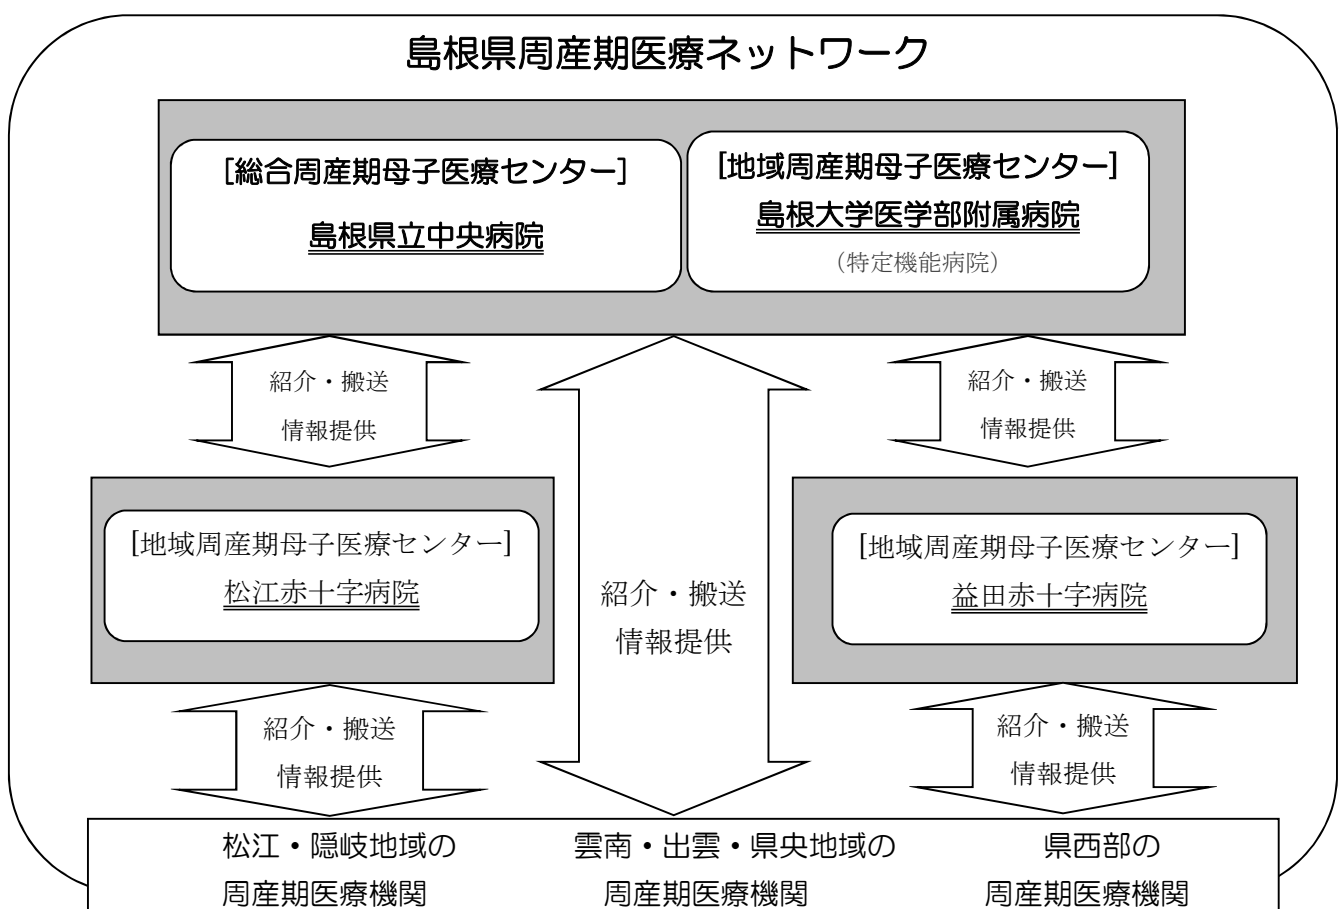 島根県周産期医療ネットワーク
[総合周産期母子医療センター]
島根県立中央病院
[地域周産期母子医療センター]
島根大学医学部附属病院
（特定機能病院）
紹介・搬送
情報提供
紹介・搬送
情報提供
[地域周産期母子医療センター]
松江赤十字病院
紹介・搬送
情報提供
[地域周産期母子医療センター]
益田赤十字病院
紹介・搬送
情報提供
紹介・搬送
情報提供
松江・隠岐地域の
周産期医療機関
雲南・出雲・県央地域の
周産期医療機関
県西部の
周産期医療機関